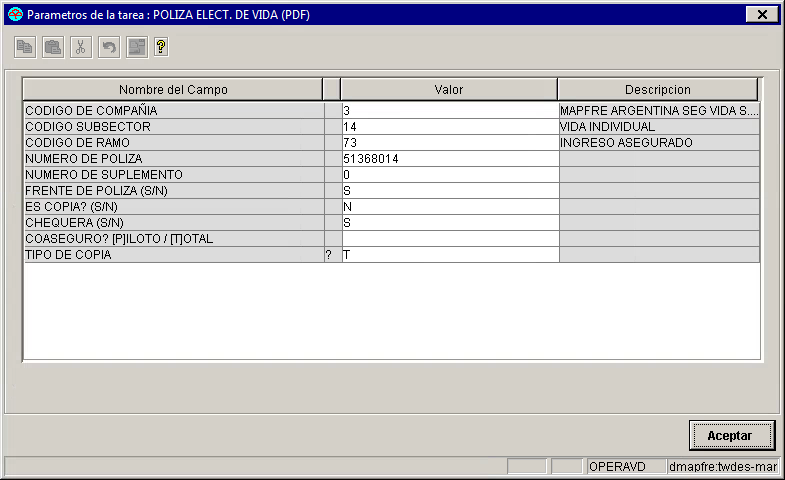 Parametros de la tarea : POLIZA ELECT. DE VIDA (PDF)
?
Nombre del Campo Valor Descripcion
CODIGO DE COMPAÑIA 3 MAPFRE ARGENTINA SEG VIDA S....
CODIGO SUBSECTOR 14 VIDA INDIVIDUAL
CODIGO DE RAMO 73 INGRESO ASEGURADO
NUMERO DE POLIZA 51368014
NUMERO DE SUPLEMENTO 0
FRENTE DE POLIZA (S/N) S
ES COPIA? (S/N) N
CHEQUERA (S/N) S
COASEGURO? [P]ILOTO / [T]OTAL
TIPO DE COPIA ? T
Aceptar
OPERAVD dmapfre:twdes-mar